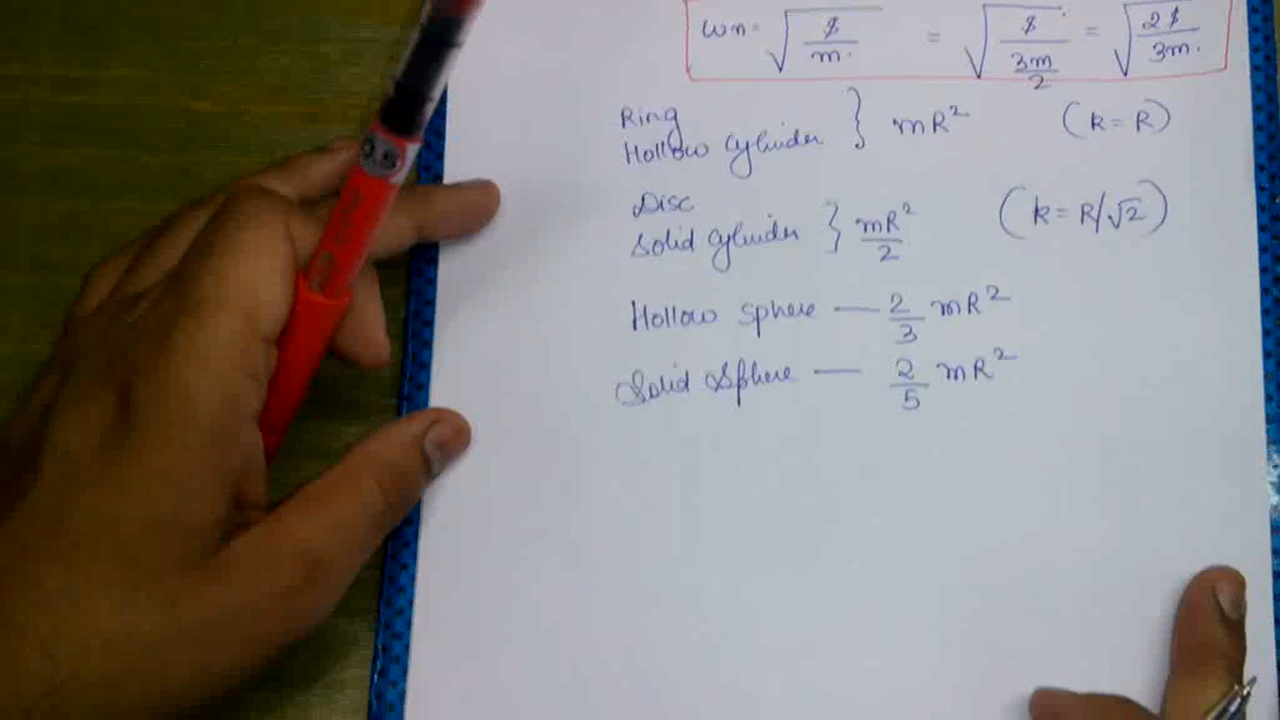 ωn = √(s/m) = √(s/(3m/2)) = √(2s/3m)
Ring
Hollow Cylinder } mR² (k = R)
Disc
Solid Cylinder } mR²/2 (k = R/√2)
Hollow Sphere — 2/3 mR²
Solid Sphere — 2/5 mR²